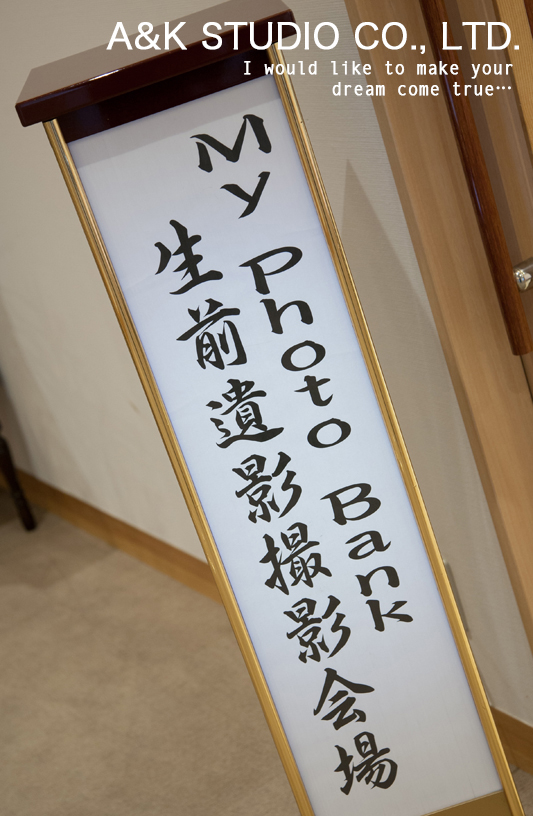 A&K STUDIO CO., LTD.
I would like to make your
dream come true…
My Photo Bank
生前遺影撮影会場